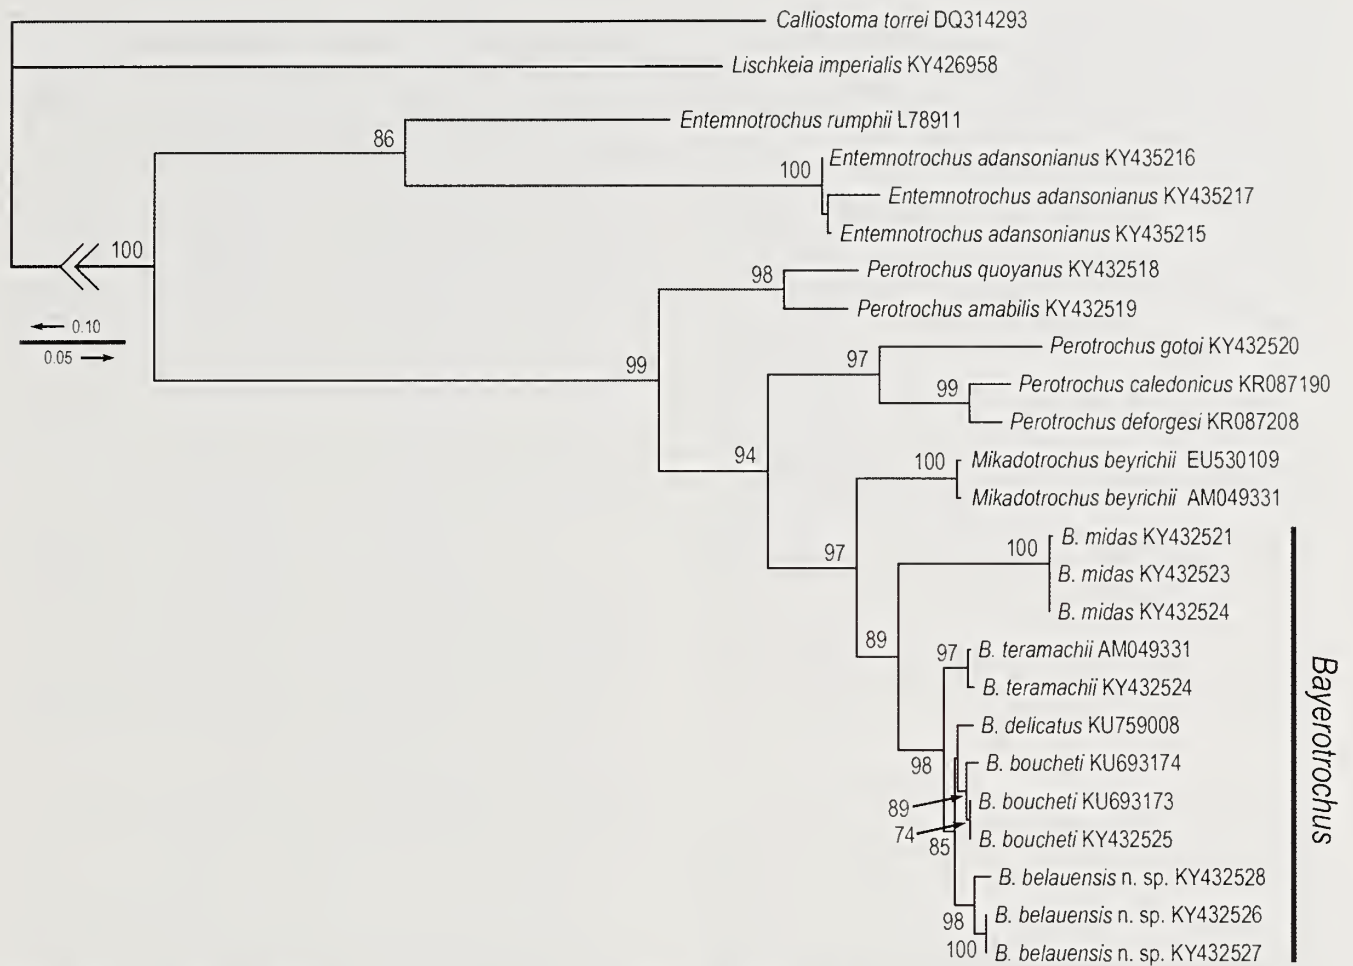 Calliostoma torrei DQ314293
Lischkeia imperialis KY426958
Entemnotrochus rumphii L78911
86
Entemnotrochus adansonianus KY435216
100
Entemnotrochus adansonianus KY435217
Entemnotrochus adansonianus KY435215
100
Perotrochus quoyanus KY432518
98
Perotrochus amabilis KY432519
0.10
0.05
Perotrochus gotoi KY432520
97
99
Perotrochus caledonicus KR087190
99
Perotrochus deforgesi KR087208
94
Mikadotrochus beyrichii EU530109
100
Mikadotrochus beyrichii AM049331
97
B. midas KY432521
100
B. midas KY432523
B. midas KY432524
89
B. teramachii AM049331
97
B. teramachii KY432524
B. delicatus KU759008
98
B. boucheti KU693174
89
B. boucheti KU693173
74
B. boucheti KY432525
85
B. belauensis n. sp. KY432528
98
B. belauensis n. sp. KY432526
100
B. belauensis n. sp. KY432527
Bayerotrochus